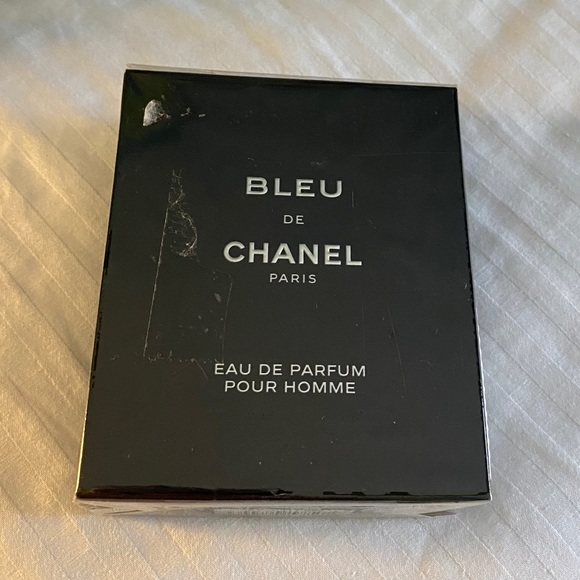 BLEU
DE
CHANEL
PARIS
EAU DE PARFUM
POUR HOMME